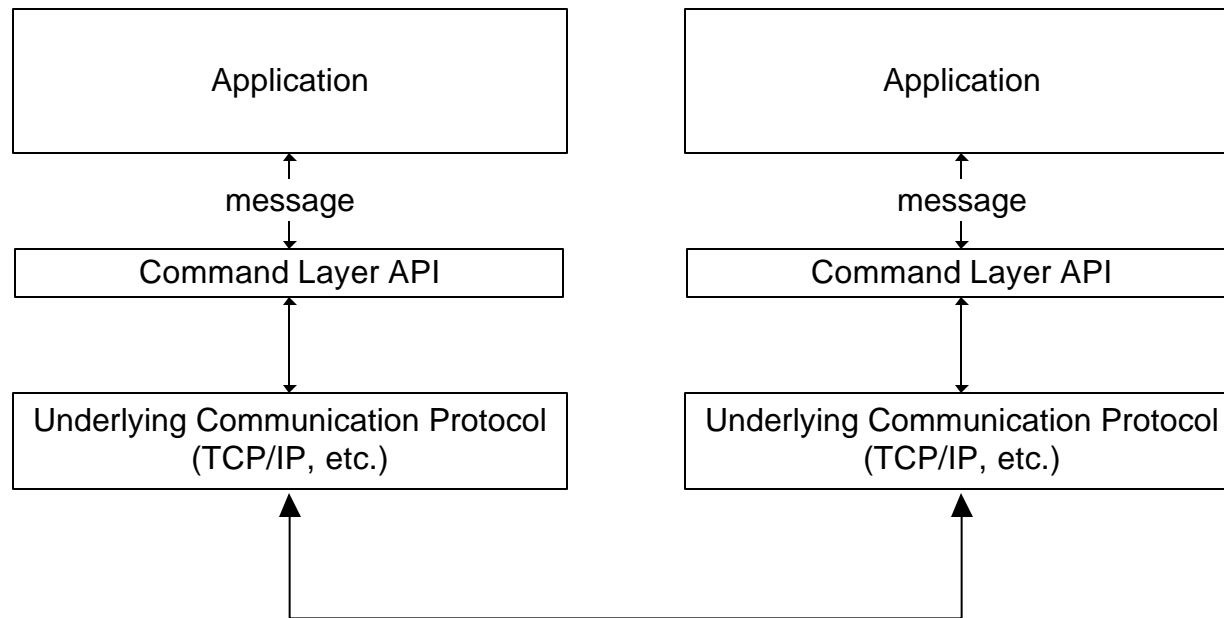 Application
Application
message
message
Command Layer API
Command Layer API
Underlying Communication Protocol
(TCP/IP, etc.)
Underlying Communication Protocol
(TCP/IP, etc.)